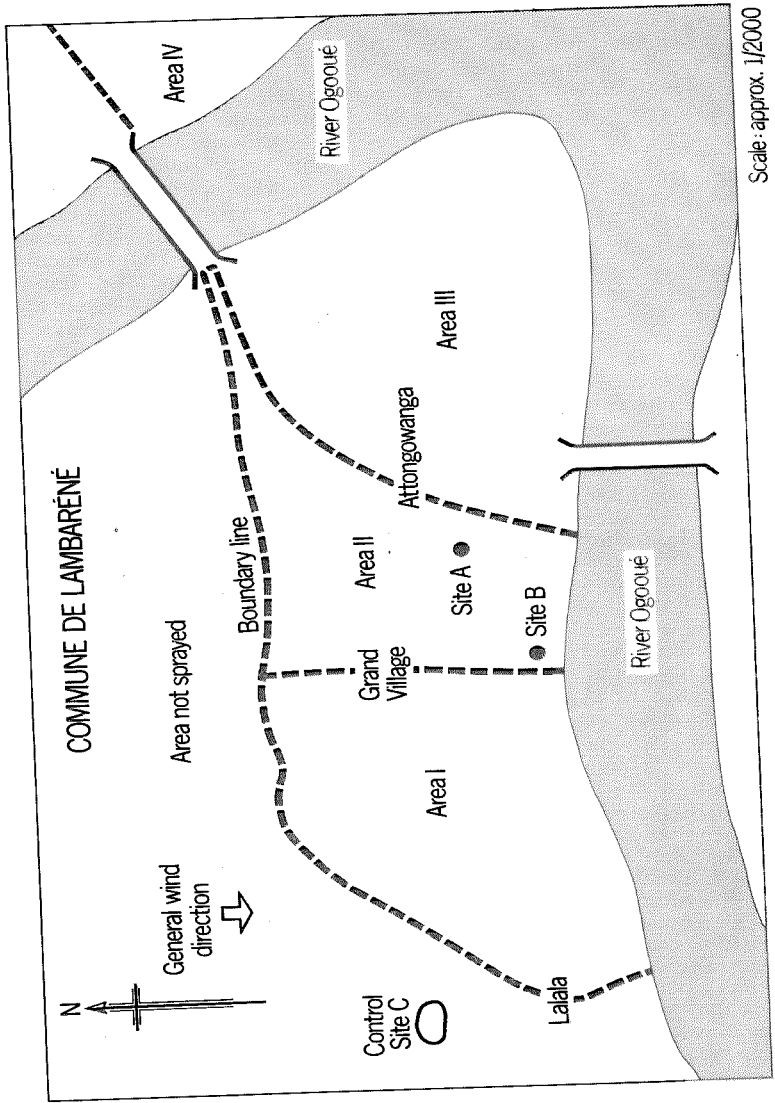 COMMUNE DE LAMBARÉNÉ
N
General wind
direction
Area not sprayed
Boundary line
Area IV
River Ogooué
Control
Site C
Grand
Village
Area II
Attongowanga
Area III
Area I
Site A
Site B
Lalala
River Ogooué
Scale: approx. 1/2000